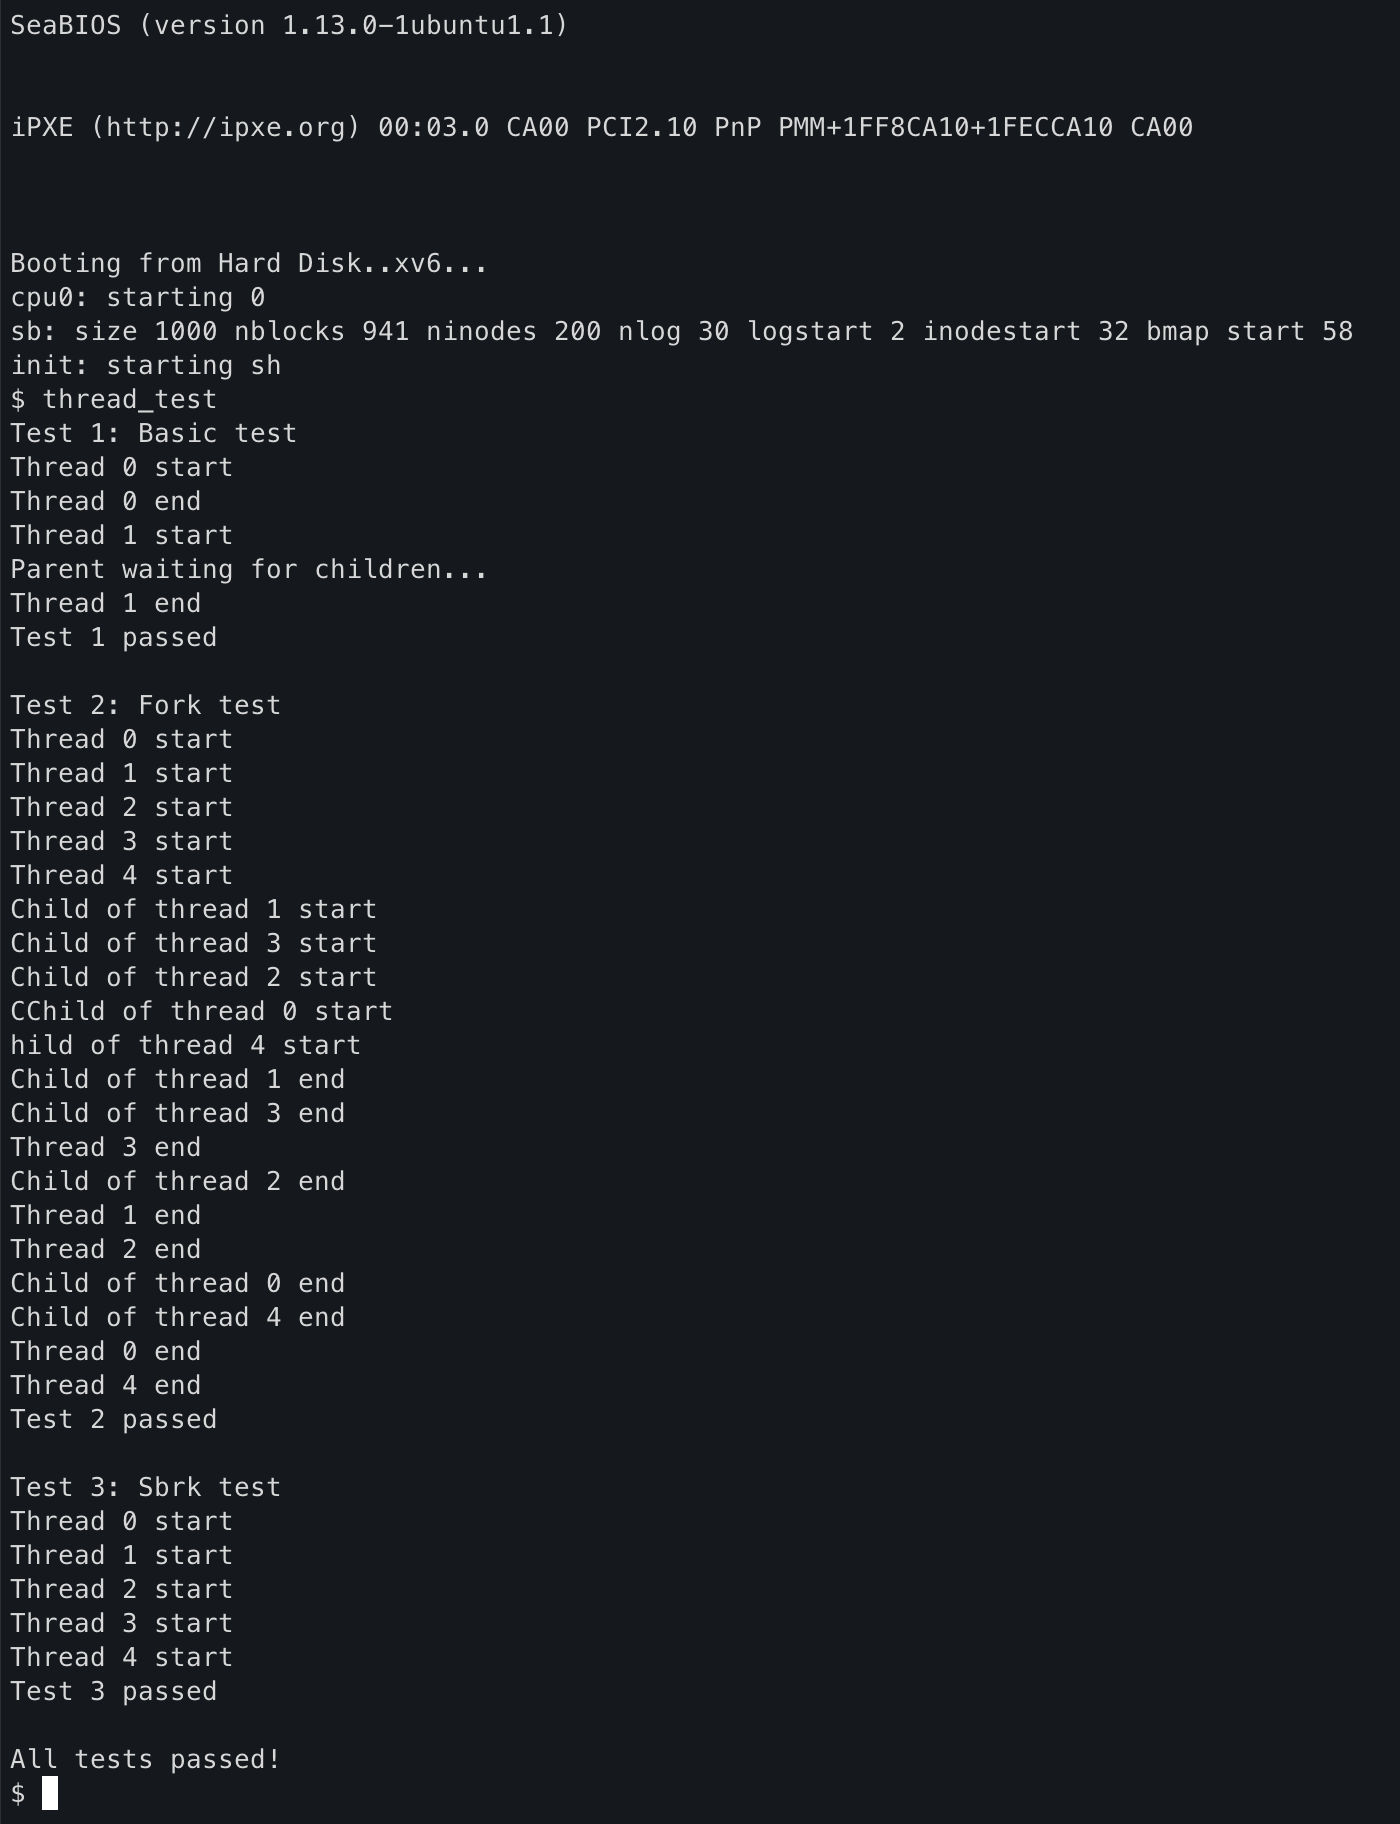 SeaBIOS (version 1.13.0-1ubuntu1.1)
iPXE (http://ipxe.org) 00:03.0 CA00 PCI2.10 PnP PMM+1FF8CA10+1FECCA10 CA00
Booting from Hard Disk..xv6...
cpu0: starting 0
sb: size 1000 nblocks 941 ninodes 200 nlog 30 logstart 2 inodestart 32 bmap start 58
init: starting sh
$ thread_test
Test 1: Basic test
Thread 0 start
Thread 0 end
Thread 1 start
Parent waiting for children...
Thread 1 end
Test 1 passed
Test 2: Fork test
Thread 0 start
Thread 1 start
Thread 2 start
Thread 3 start
Thread 4 start
Child of thread 1 start
Child of thread 3 start
Child of thread 2 start
CChild of thread 0 start
hild of thread 4 start
Child of thread 1 end
Child of thread 3 end
Thread 3 end
Child of thread 2 end
Thread 1 end
Thread 2 end
Child of thread 0 end
Child of thread 4 end
Thread 0 end
Thread 4 end
Test 2 passed
Test 3: Sbrk test
Thread 0 start
Thread 1 start
Thread 2 start
Thread 3 start
Thread 4 start
Test 3 passed
All tests passed!
$